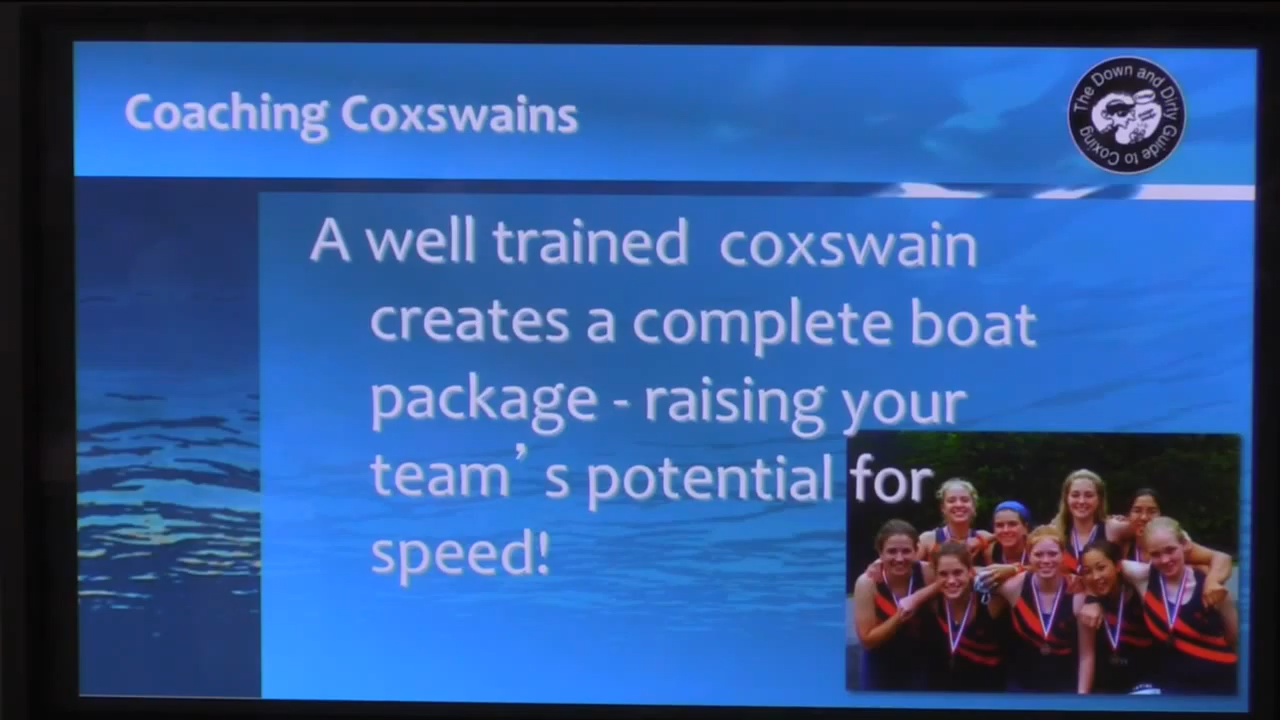 Coaching Coxswains
The Down and Dirty Guide to Coxing
A well trained coxswain
creates a complete boat
package - raising your
team's potential for
speed!